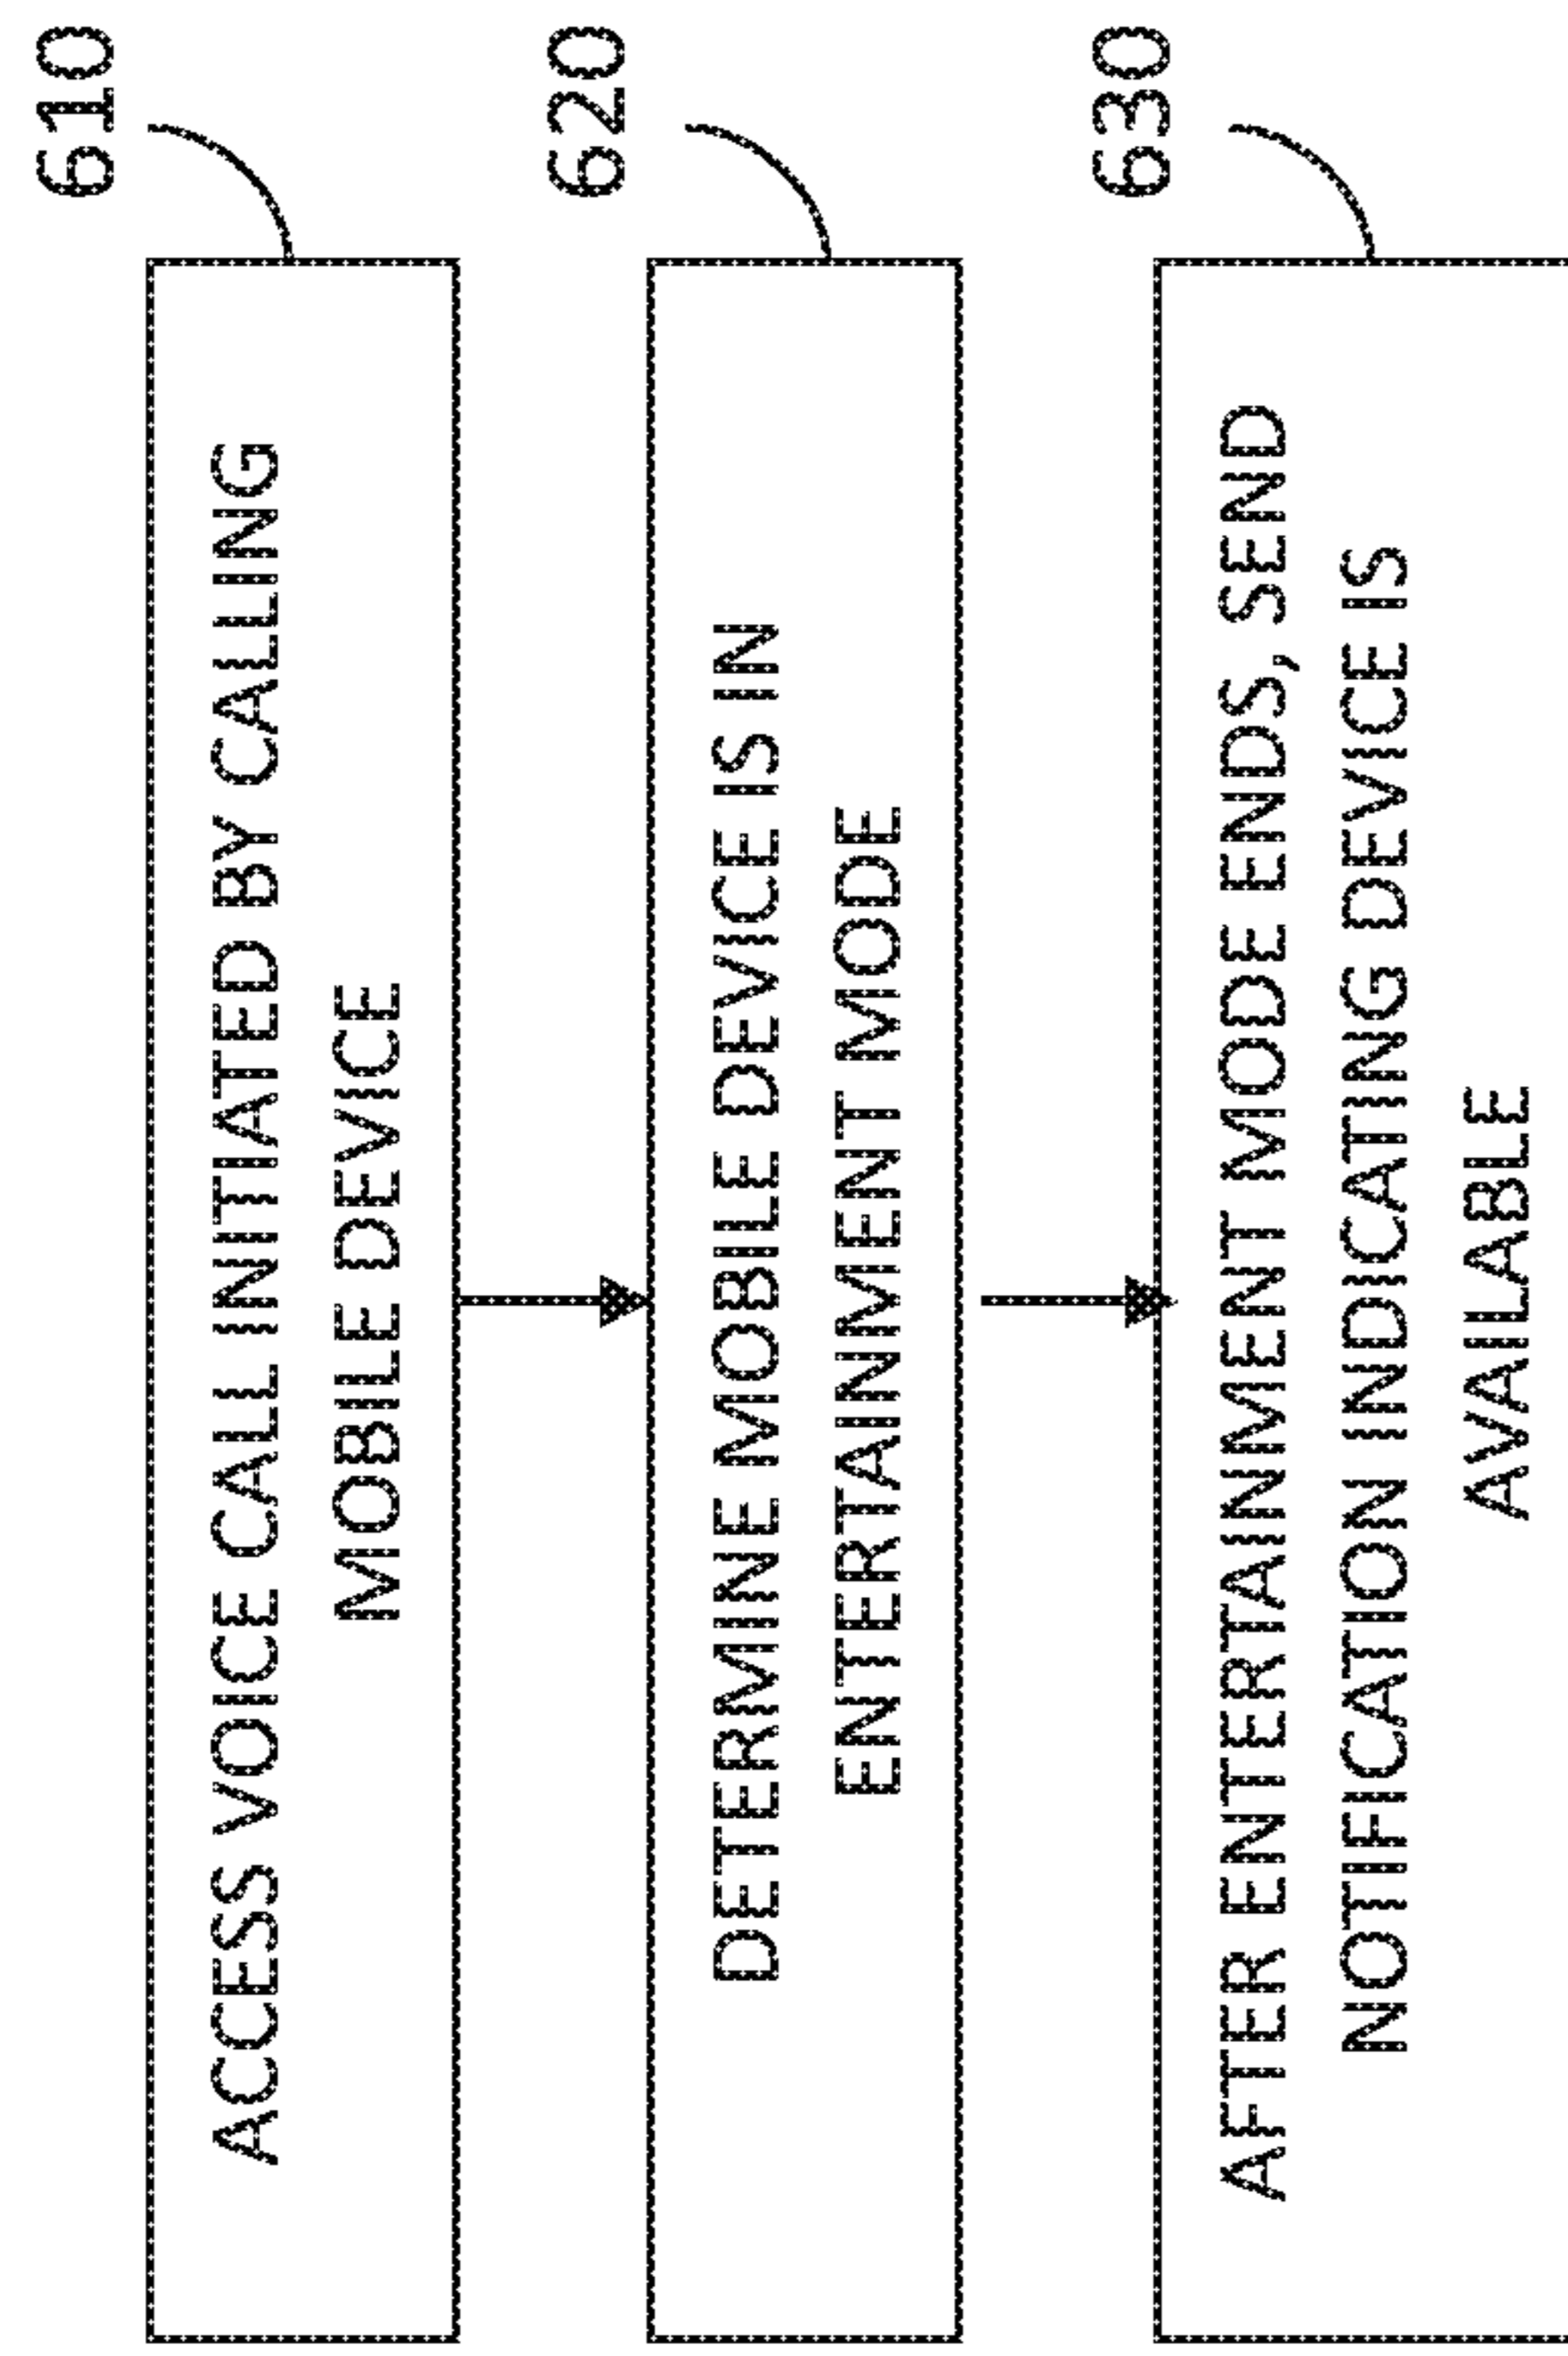 610
ACCESS VOICE CALL INITIATED BY CALLING
MOBILE DEVICE
620
DETERMINE MOBILE DEVICE IS IN
ENTERTAINMENT MODE
630
AFTER ENTERTAINMENT MODE ENDS, SEND
NOTIFICATION INDICATING DEVICE IS
AVAILABLE